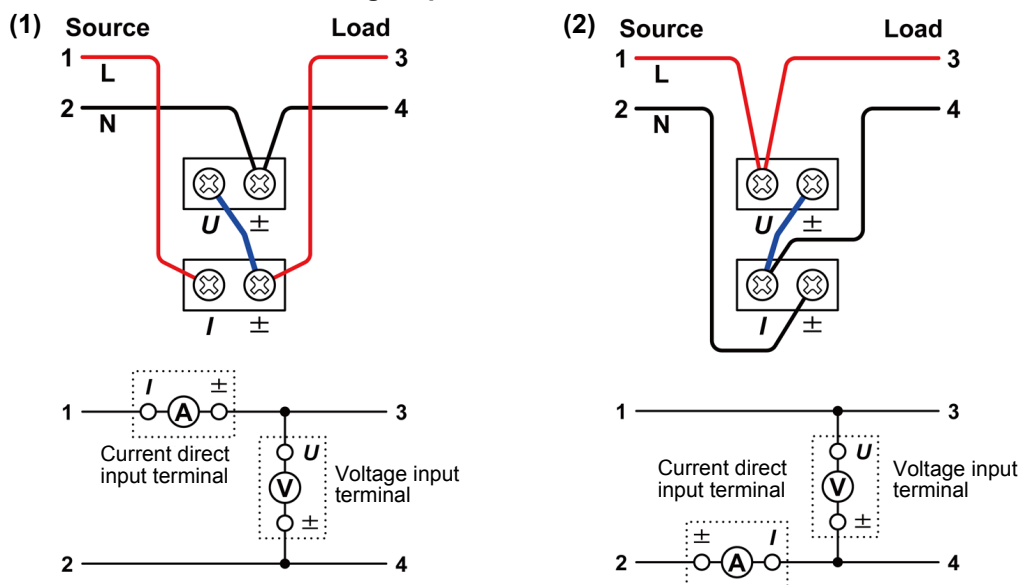 (1) Source Load
1 3
L
2 4
N
U ±
I ±
I ±
1 A 3
Current direct
input terminal
U
V
Voltage input
terminal
±
2 4
(2) Source Load
1 3
L
2 4
N
U ±
I ±
1 3
U
Current direct
input terminal
V
Voltage input
terminal
±
± I
2 A 4